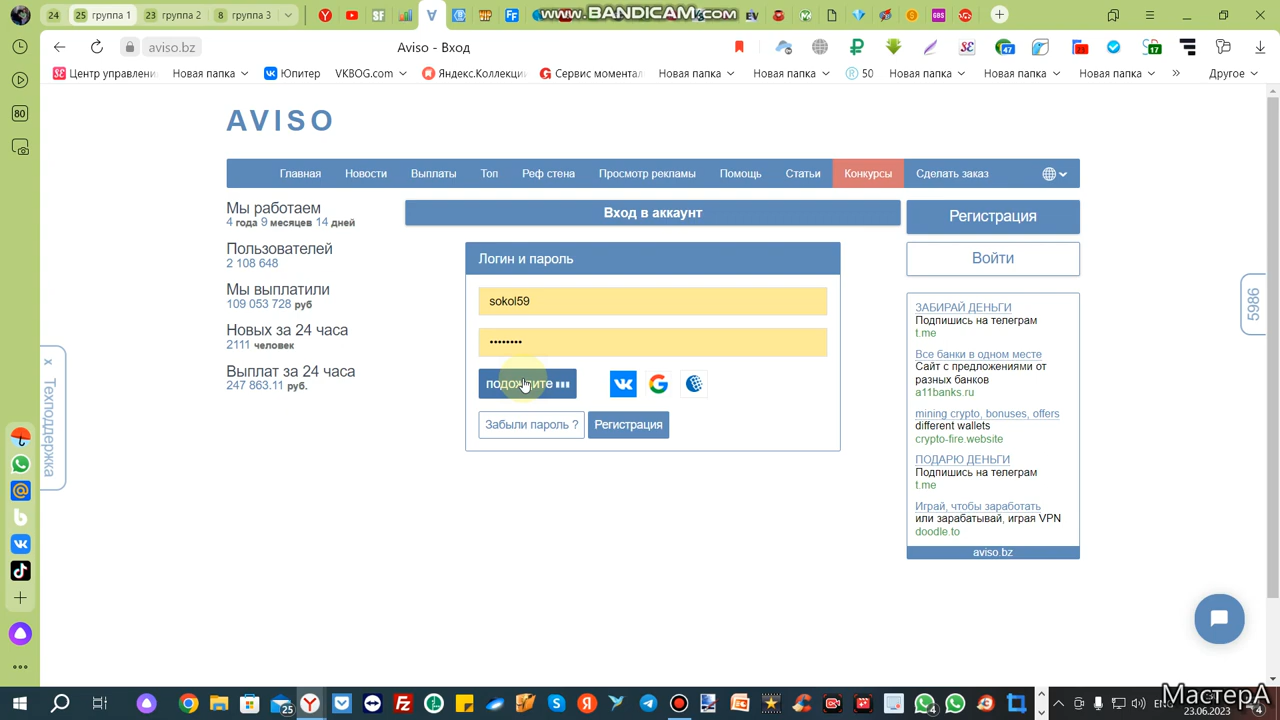 25 группа 1
2 группа 2
3 группа 3
www.BANDICAM.com
aviso.bz
Aviso - Вход
Центр управлени
Новая папка
Юпитер
VKBOG.com
Яндекс.Коллекци
Сервис моментал
Новая папка
Новая папка
50
Новая папка
Новая папка
Новая папка
»
Другое
80
AVISO
Главная
Новости
Выплаты
Топ
Реф стена
Просмотр рекламы
Помощь
Статьи
Конкурсы
Сделать заказ
Мы работаем
4 года 9 месяцев 14 дней
Пользователей
2 108 648
Мы выплатили
109 053 728 руб
Новых за 24 часа
2111 человек
Выплат за 24 часа
247 863.11 руб.
Вход в аккаунт
Логин и пароль
sokol59
••••••••
подождите
Забыли пароль ?
Регистрация
Регистрация
Войти
ЗАБИРАЙ ДЕНЬГИ
Подпишись на телеграм
t.me
Все банки в одном месте
Сайт с предложениями от
разных банков
a11banks.ru
mining crypto, bonuses, offers
different wallets
crypto-fire.website
ПОДАРЮ ДЕНЬГИ
Подпишись на телеграм
t.me
Играй, чтобы заработать
или зарабатывай, играя VPN
doodle.to
aviso.bz
5986
x Техподдержка
25
ENG
МастерА
23.06.2023